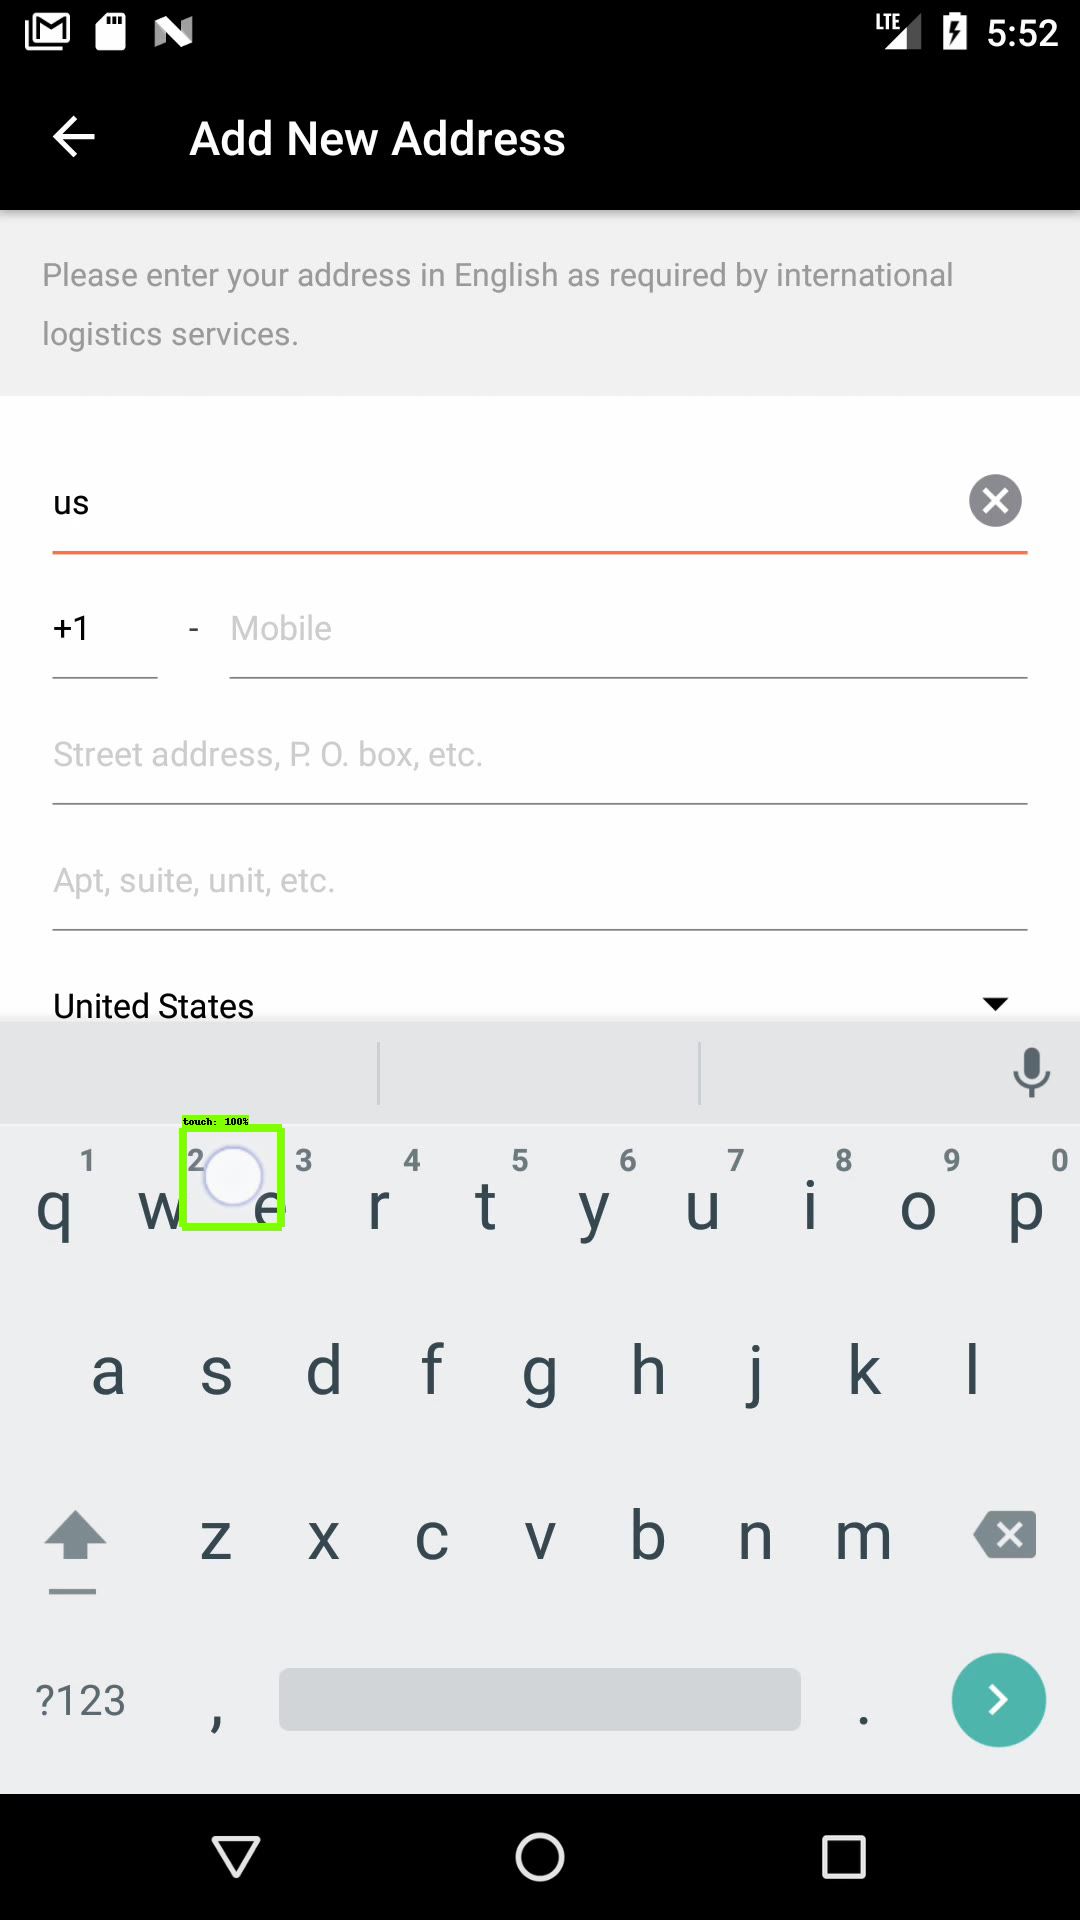 LTE 5:52
Add New Address
Please enter your address in English as required by international
logistics services.
us
+1 - Mobile
Street address, P. O. box, etc.
Apt, suite, unit, etc.
United States
touch: 100%
1 2 3 4 5 6 7 8 9 0
q w e r t y u i o p
a s d f g h j k l
z x c v b n m
?123 , .